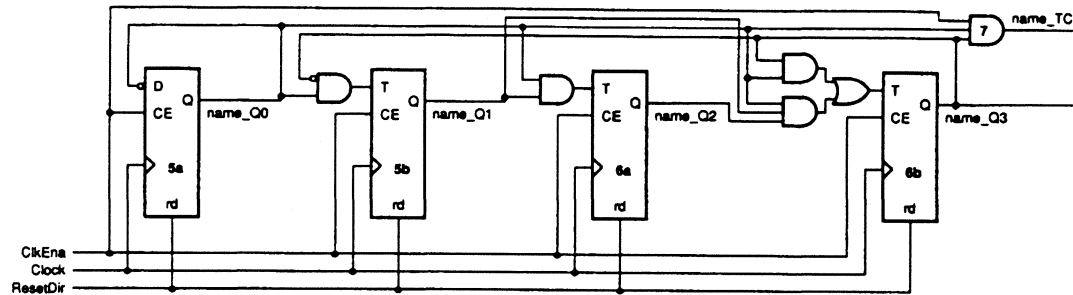 name_TC
7
D
Q
CE
5a
rd
name_Q0
T
Q
CE
5b
rd
name_Q1
T
Q
CE
6a
rd
name_Q2
T
Q
CE
6b
rd
name_Q3
ClkEna
Clock
ResetDir